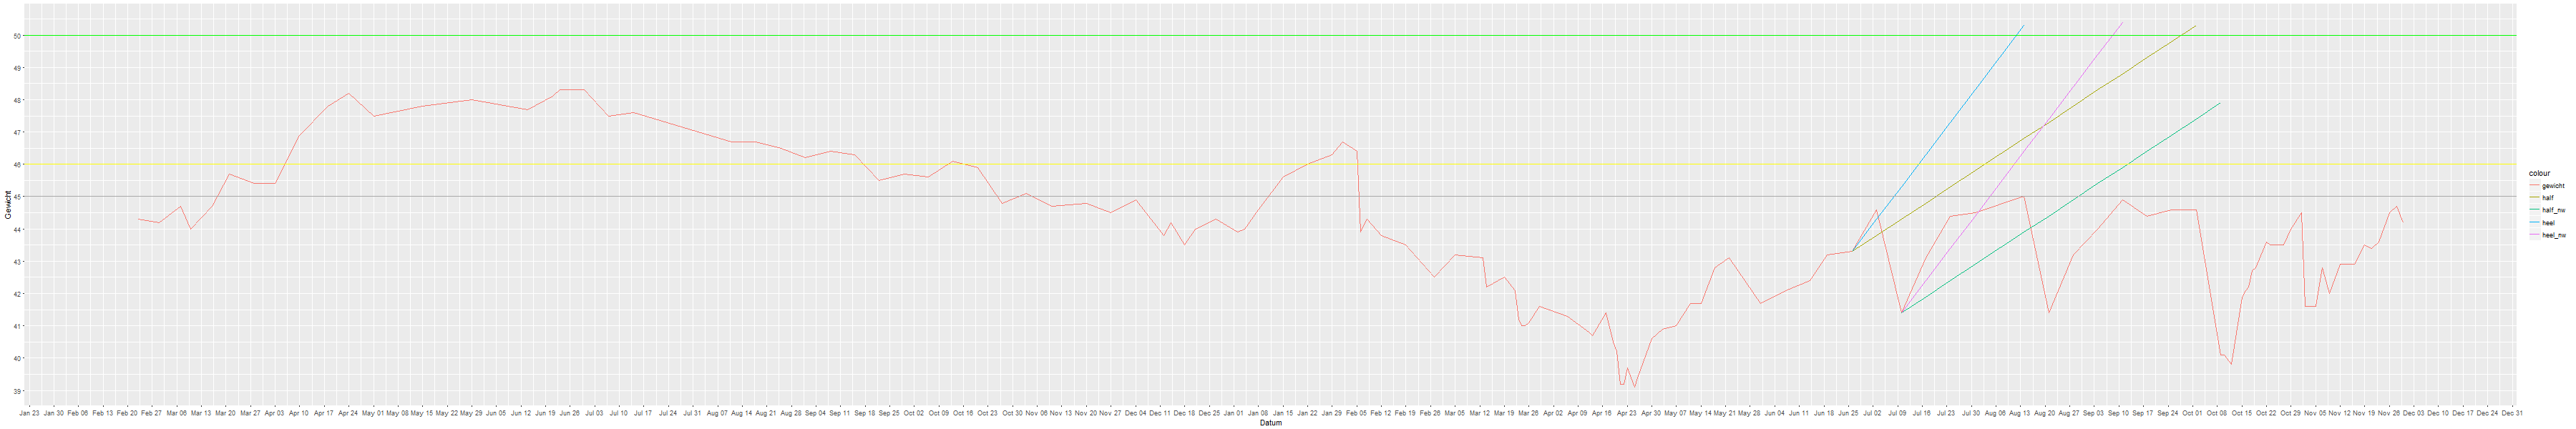 50
49
48
47
46
45
44
43
42
41
40
39
Gewicht
Jan 23 Jan 30 Feb 06 Feb 13 Feb 20 Feb 27 Mar 06 Mar 13 Mar 20 Mar 27 Apr 03 Apr 10 Apr 17 Apr 24 May 01 May 08 May 15 May 22 May 29 Jun 05 Jun 12 Jun 19 Jun 26 Jul 03 Jul 10 Jul 17 Jul 24 Jul 31 Aug 07 Aug 14 Aug 21 Aug 28 Sep 04 Sep 11 Sep 18 Sep 25 Oct 02 Oct 09 Oct 16 Oct 23 Oct 30 Nov 06 Nov 13 Nov 20 Nov 27 Dec 04 Dec 11 Dec 18 Dec 25 Jan 01 Jan 08 Jan 15 Jan 22 Jan 29 Feb 05 Feb 12 Feb 19 Feb 26 Mar 05 Mar 12 Mar 19 Mar 26 Apr 02 Apr 09 Apr 16 Apr 23 Apr 30 May 07 May 14 May 21 May 28 Jun 04 Jun 11 Jun 18 Jun 25 Jul 02 Jul 09 Jul 16 Jul 23 Jul 30 Aug 06 Aug 13 Aug 20 Aug 27 Sep 03 Sep 10 Sep 17 Sep 24 Oct 01 Oct 08 Oct 15 Oct 22 Oct 29 Nov 05 Nov 12 Nov 19 Nov 26 Dec 03 Dec 10 Dec 17 Dec 24 Dec 31
Datum
colour
gewicht
half
half_nw
heel
heel_nw